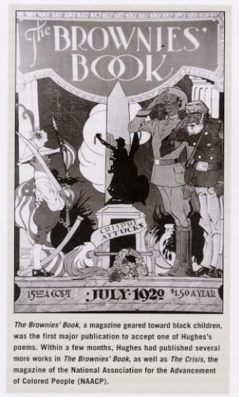 The BROWNIES'
BOOK
CRISPUS
ATTUCKS
15cts A COPY. ·JULY·1920 $1.50 A YEAR
The Brownies' Book, a magazine geared toward black children,
was the first major publication to accept one of Hughes's
poems. Within a few months, Hughes had published several
more works in The Brownies' Book, as well as The Crisis, the
magazine of the National Association for the Advancement
of Colored People (NAACP).